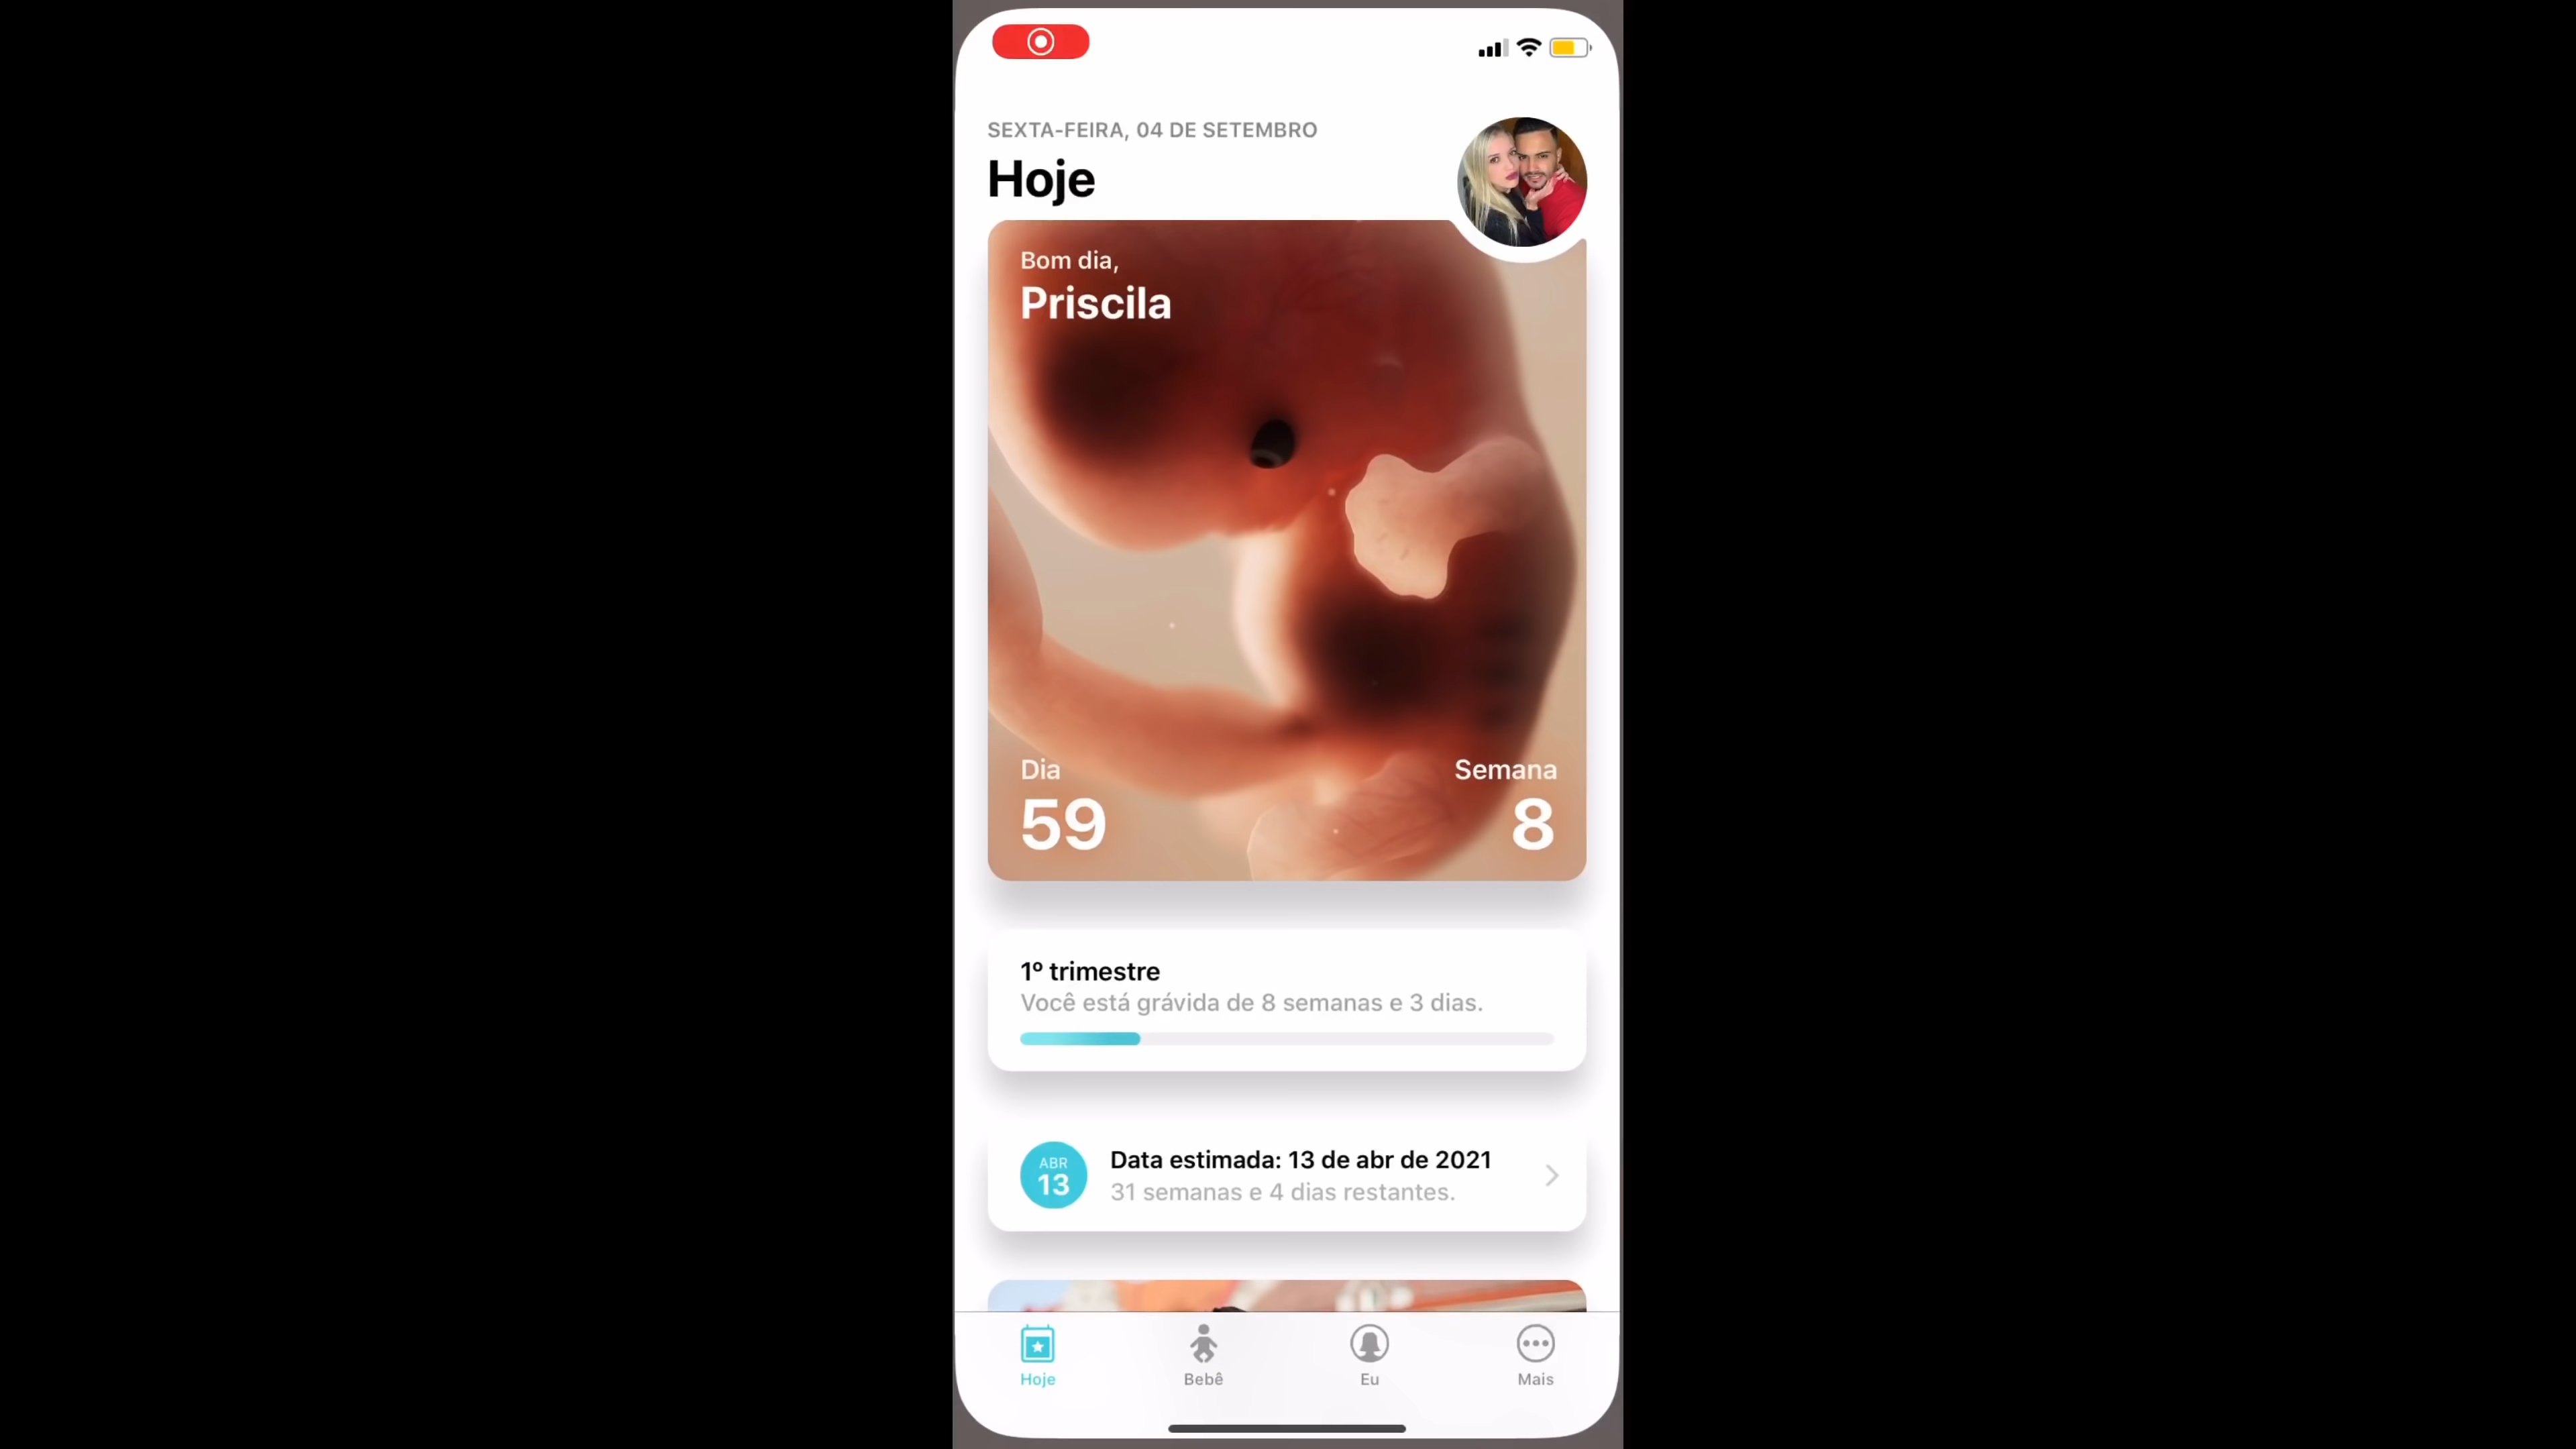 SEXTA-FEIRA, 04 DE SETEMBRO
Hoje
Bom dia,
Priscila
Dia
59
Semana
8
1º trimestre
Você está grávida de 8 semanas e 3 dias.
ABR
13
Data estimada: 13 de abr de 2021
31 semanas e 4 dias restantes.
Hoje
Bebê
Eu
Mais